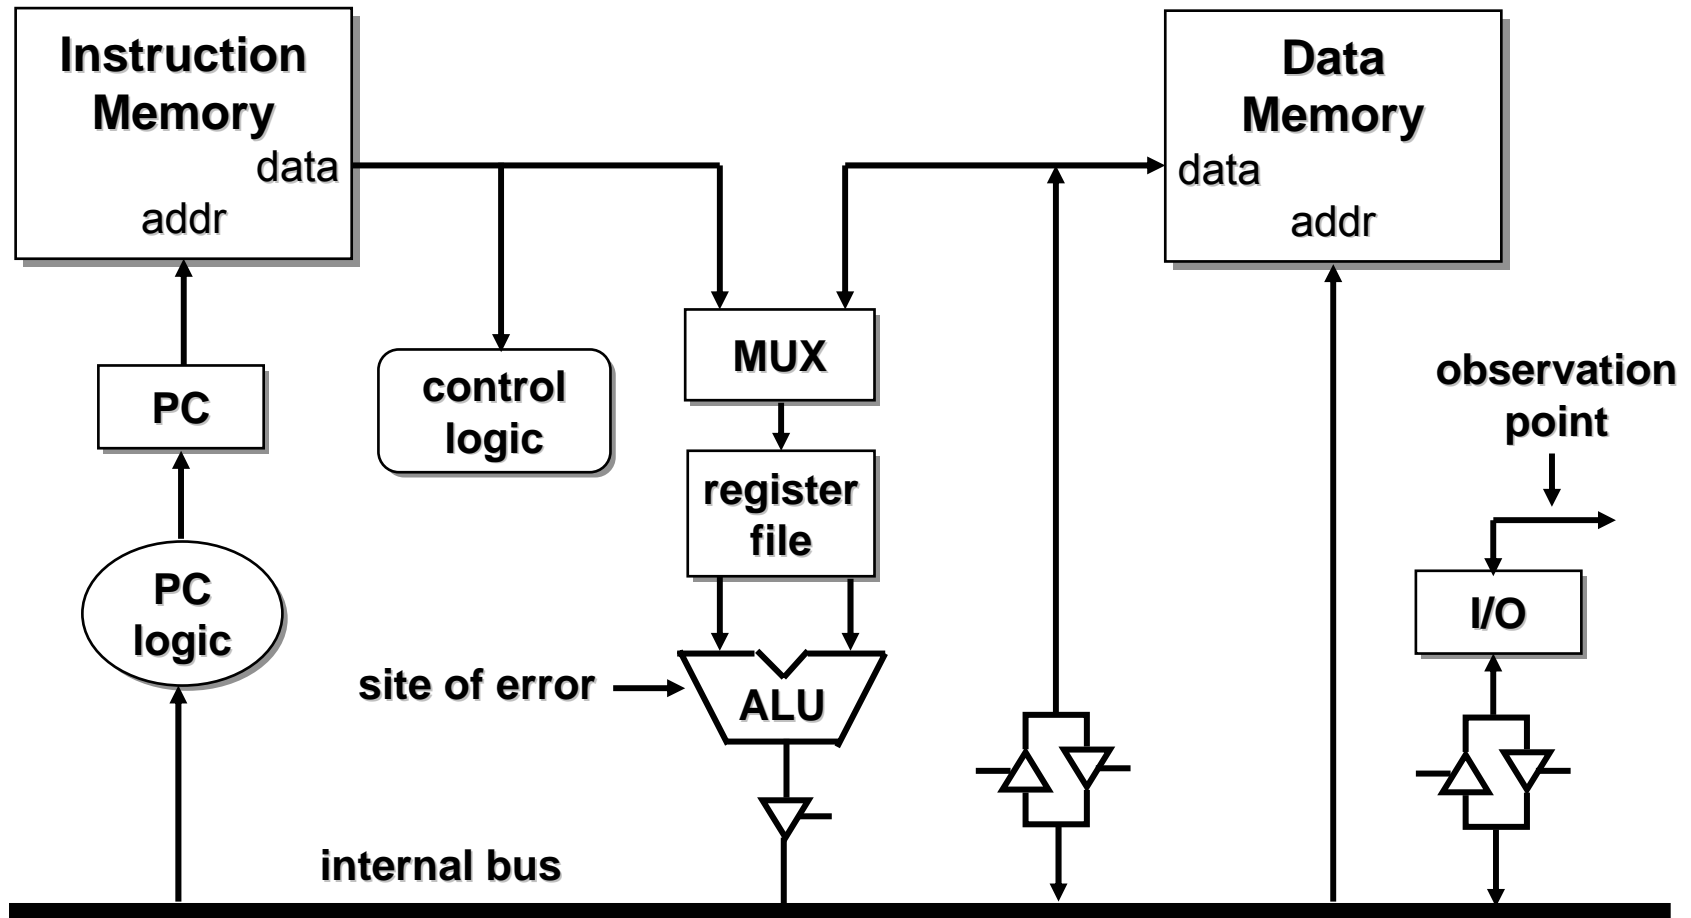 Instruction
Memory
data
addr
Data
Memory
data
addr
MUX
observation
point
PC
control
logic
register
file
PC
logic
I/O
site of error
ALU
internal bus